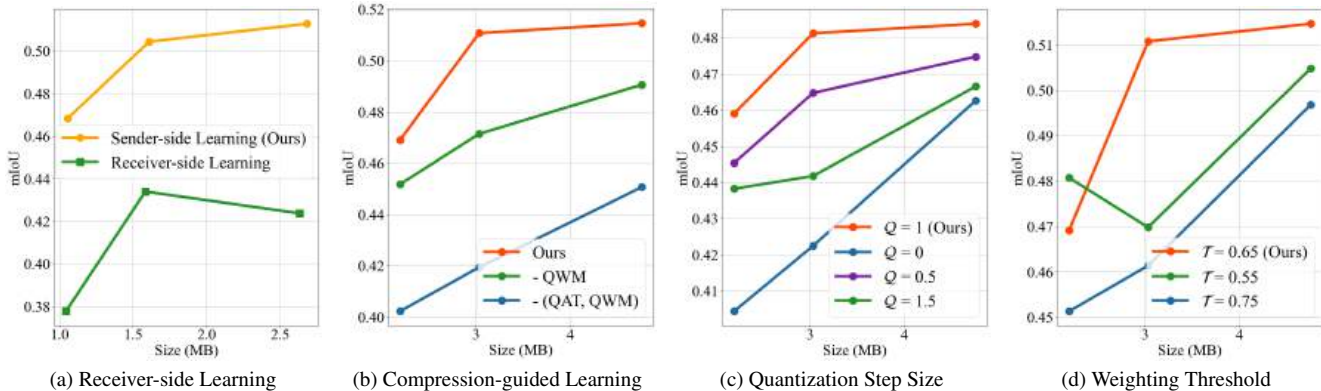 0.50
0.48
0.46
0.44
0.42
0.40
0.38
mIoU
Sender-side Learning (Ours)
Receiver-side Learning
1.0 1.5 2.0 2.5
Size (MB)
(a) Receiver-side Learning
0.52
0.50
0.48
0.46
0.44
0.42
0.40
mIoU
Ours
- QWM
- (QAT, QWM)
3 4
Size (MB)
(b) Compression-guided Learning
0.48
0.47
0.46
0.45
0.44
0.43
0.42
0.41
mIoU
Q = 1 (Ours)
Q = 0
Q = 0.5
Q = 1.5
3 4
Size (MB)
(c) Quantization Step Size
0.51
0.50
0.49
0.48
0.47
0.46
0.45
mIoU
T = 0.65 (Ours)
T = 0.55
T = 0.75
3 4
Size (MB)
(d) Weighting Threshold